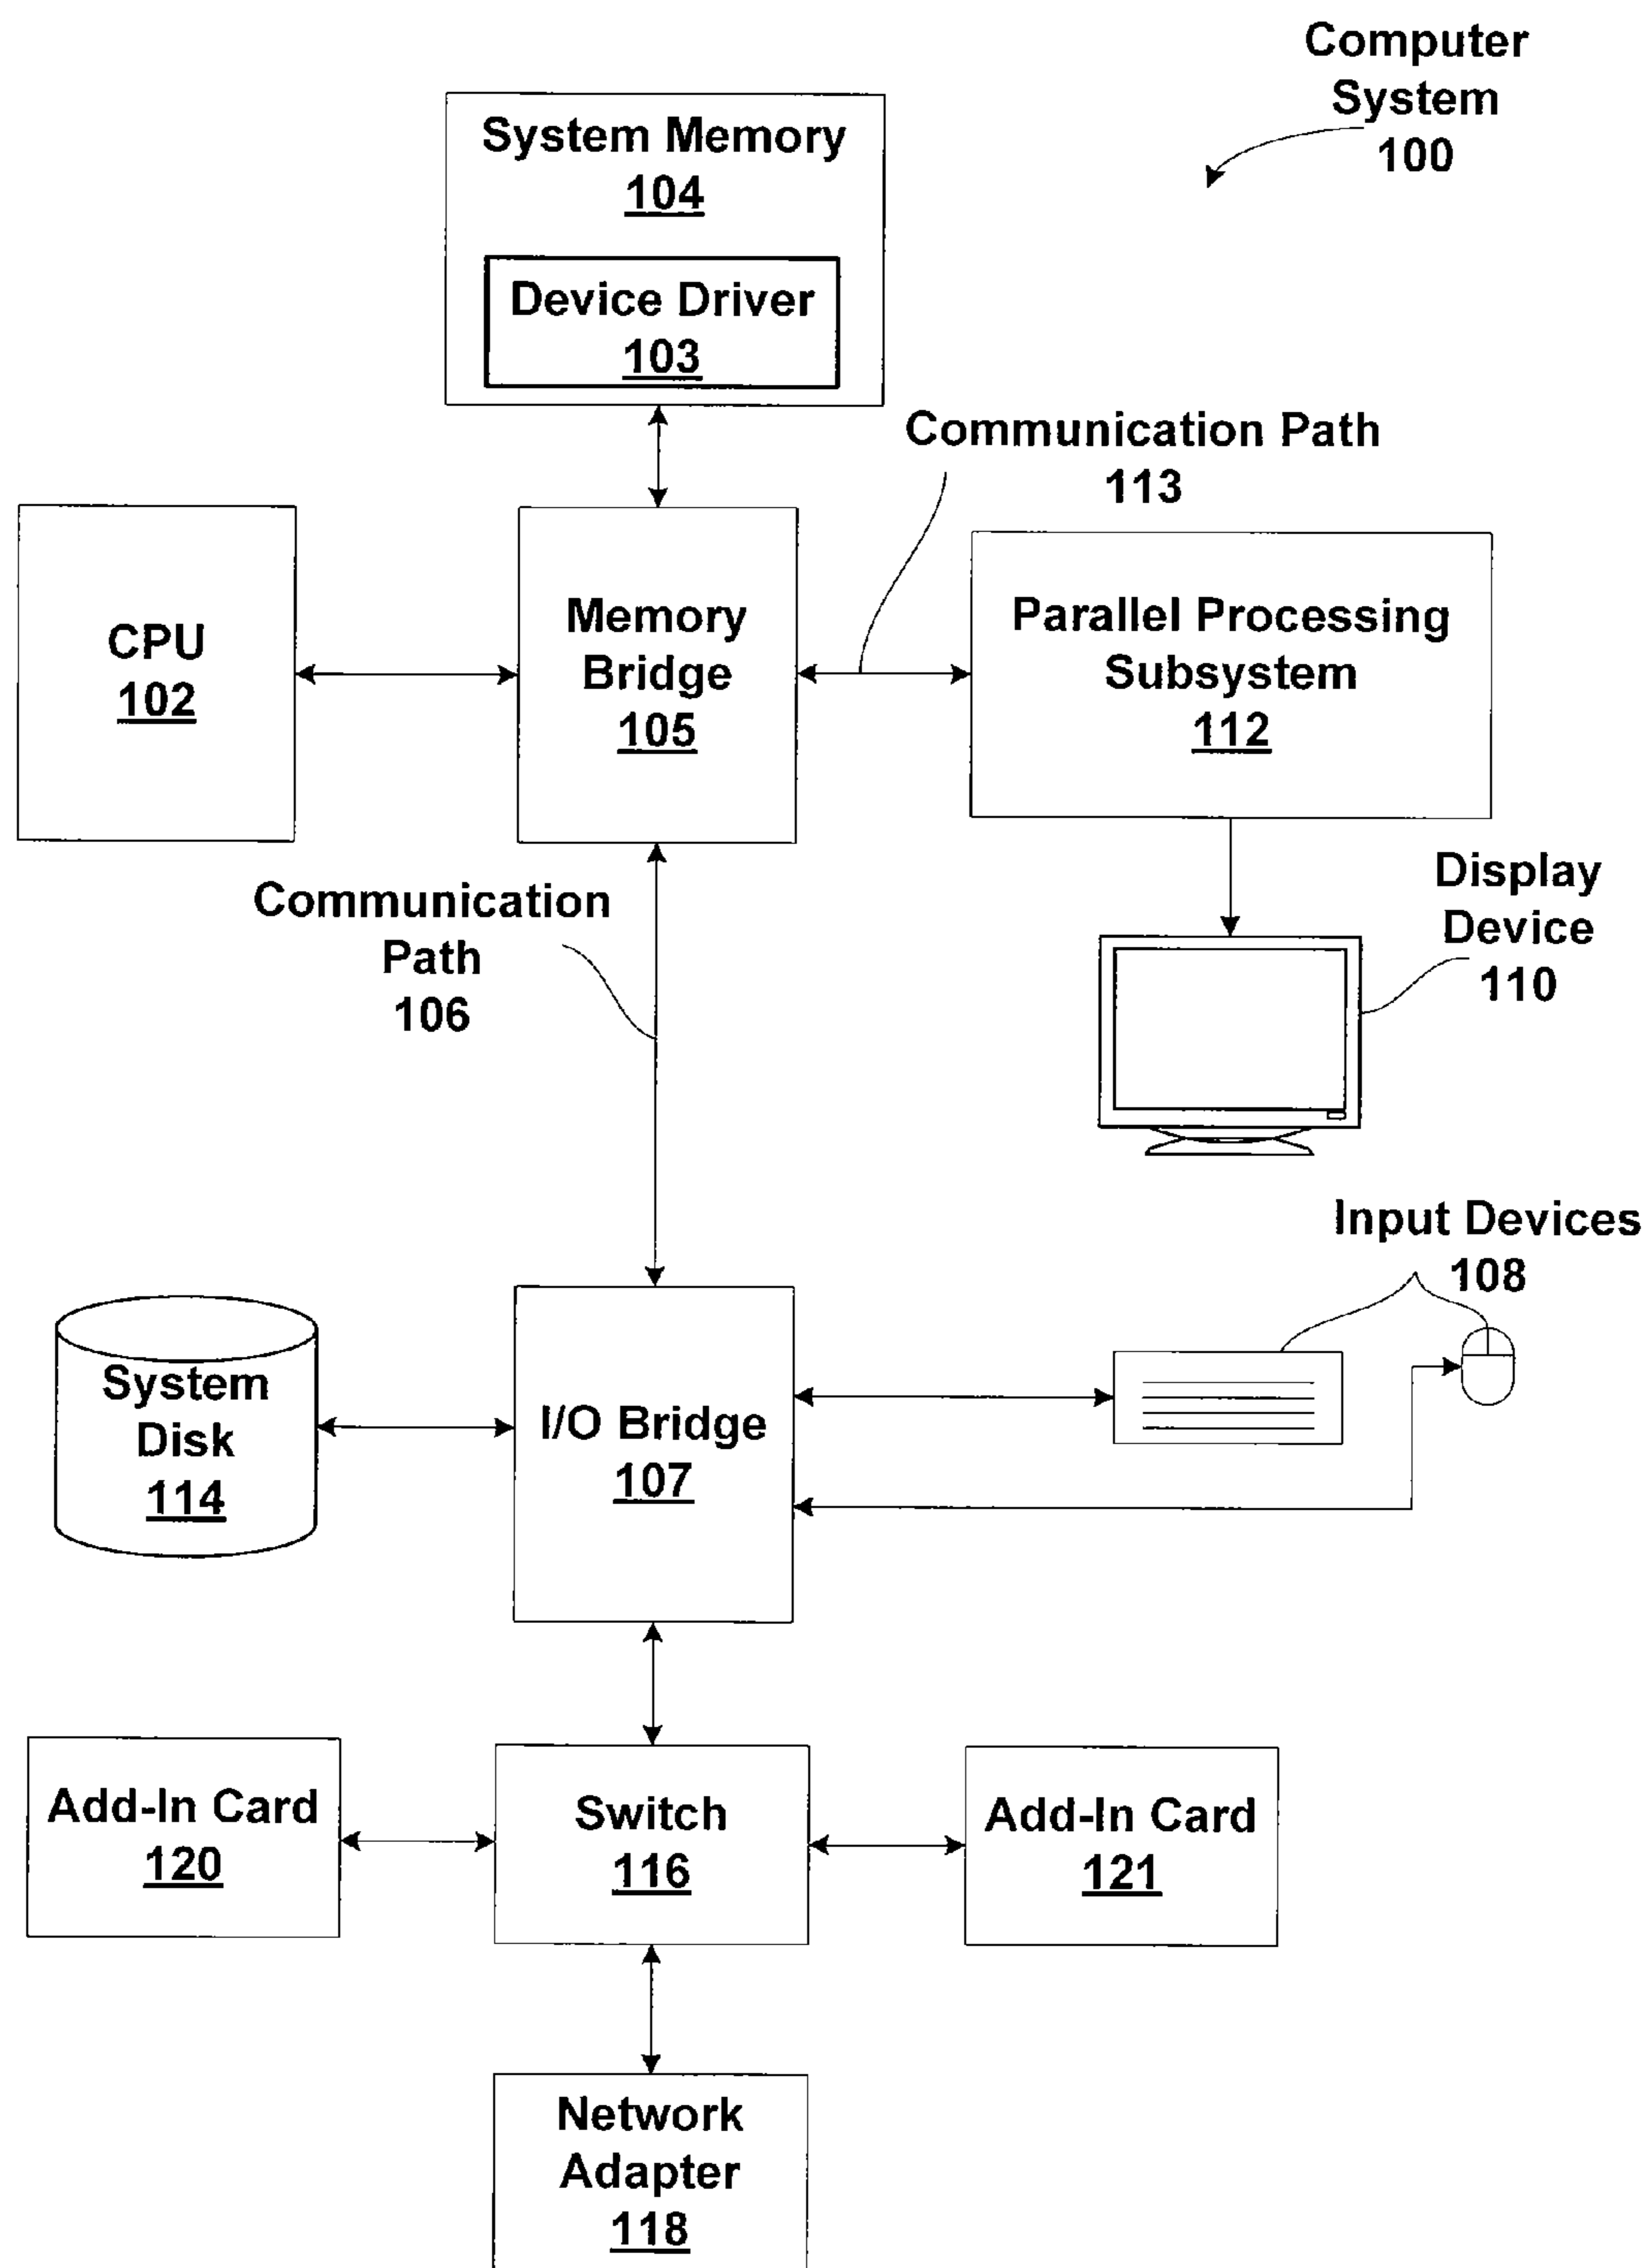 Computer
System
100
System Memory
104
Device Driver
103
Communication Path
113
CPU
102
Memory
Bridge
105
Parallel Processing
Subsystem
112
Communication
Path
106
Display
Device
110
Input Devices
108
System
Disk
114
I/O Bridge
107
Add-In Card
120
Switch
116
Add-In Card
121
Network
Adapter
118